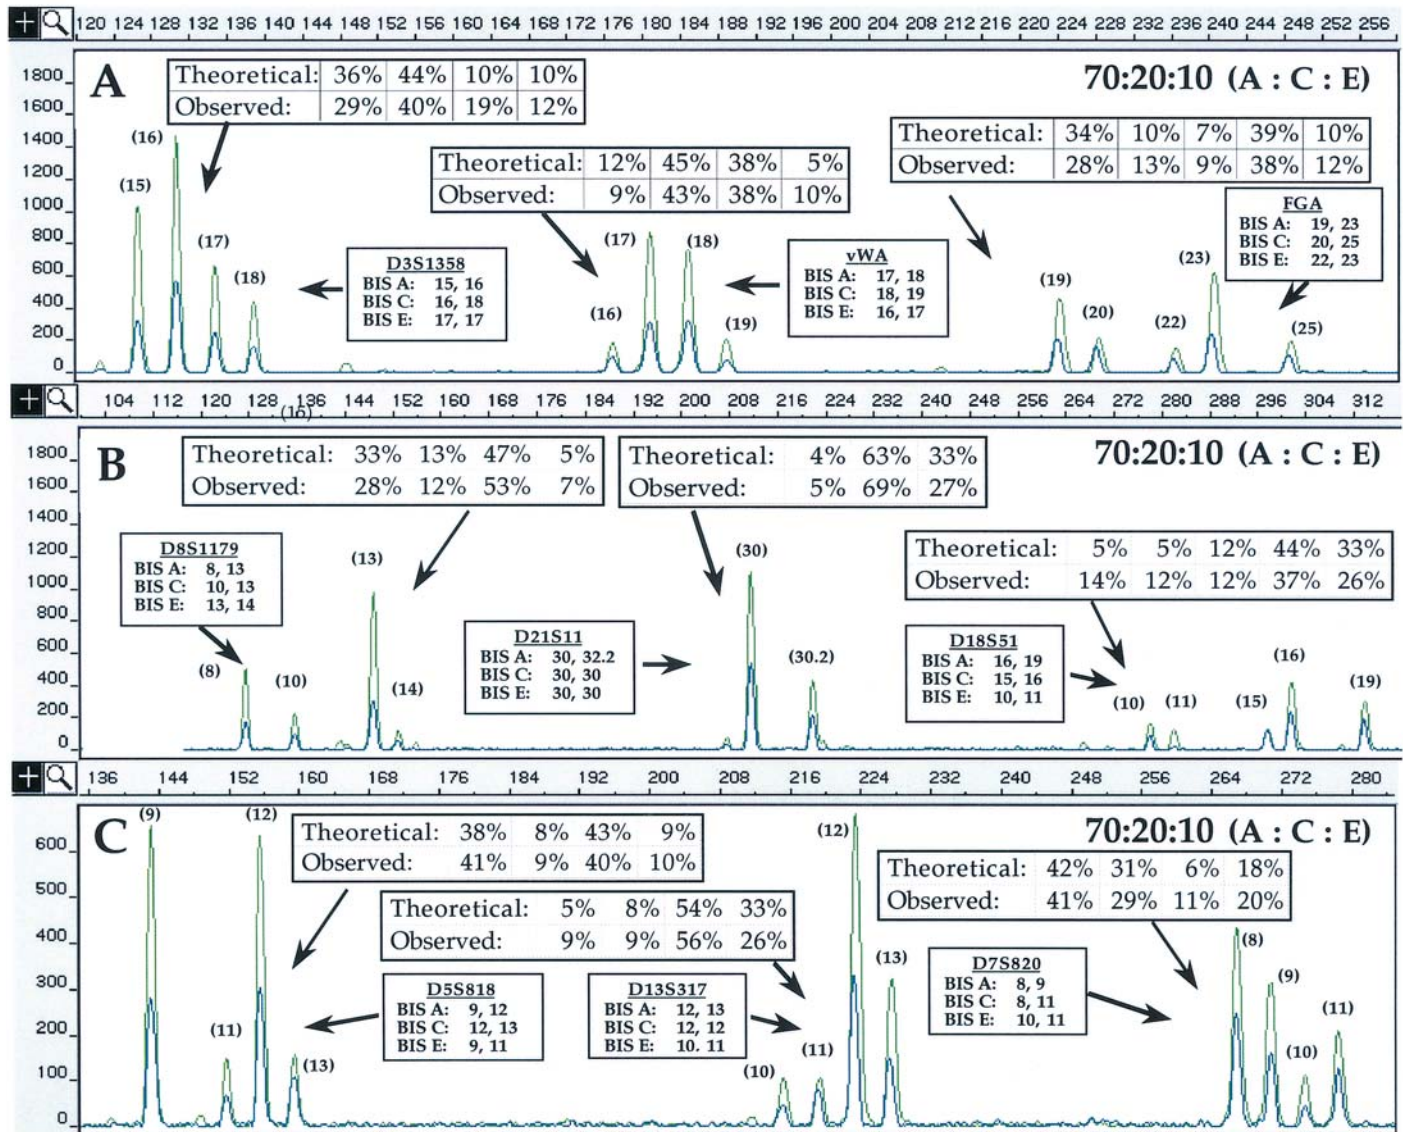 120 124 128 132 136 140 144 148 152 156 160 164 168 172 176 180 184 188 192 196 200 204 208 212 216 220 224 228 232 236 240 244 248 252 256
A
70:20:10 (A : C : E)
1800
1600
1400
1200
1000
800
600
400
200
0
Theoretical: 36% 44% 10% 10%
Observed: 29% 40% 19% 12%
Theoretical: 12% 45% 38% 5%
Observed: 9% 43% 38% 10%
Theoretical: 34% 10% 7% 39% 10%
Observed: 28% 13% 9% 38% 12%
(15)
(16)
(17)
(18)
D3S1358
BIS A: 15, 16
BIS C: 16, 18
BIS E: 17, 17
(16)
(17)
(18)
(19)
vWA
BIS A: 17, 18
BIS C: 18, 19
BIS E: 16, 17
(19)
(20)
(22)
(23)
(25)
FGA
BIS A: 19, 23
BIS C: 20, 25
BIS E: 22, 23
104 112 120 128 136 144 152 160 168 176 184 192 200 208 216 224 232 240 248 256 264 272 280 288 296 304 312
(16)
B
70:20:10 (A : C : E)
1800
1600
1400
1200
1000
800
600
400
200
0
Theoretical: 33% 13% 47% 5%
Observed: 28% 12% 53% 7%
Theoretical: 4% 63% 33%
Observed: 5% 69% 27%
Theoretical: 5% 5% 12% 44% 33%
Observed: 14% 12% 12% 37% 26%
D8S1179
BIS A: 8, 13
BIS C: 10, 13
BIS E: 13, 14
(8)
(10)
(13)
(14)
D21S11
BIS A: 30, 32.2
BIS C: 30, 30
BIS E: 30, 30
(30)
(30.2)
D18S51
BIS A: 16, 19
BIS C: 15, 16
BIS E: 10, 11
(10)
(11)
(15)
(16)
(19)
136 144 152 160 168 176 184 192 200 208 216 224 232 240 248 256 264 272 280
C
70:20:10 (A : C : E)
600
500
400
300
200
100
0
Theoretical: 38% 8% 43% 9%
Observed: 41% 9% 40% 10%
Theoretical: 5% 8% 54% 33%
Observed: 9% 9% 56% 26%
Theoretical: 42% 31% 6% 18%
Observed: 41% 29% 11% 20%
(9)
(11)
(12)
(13)
D5S818
BIS A: 9, 12
BIS C: 12, 13
BIS E: 9, 11
D13S317
BIS A: 12, 13
BIS C: 12, 12
BIS E: 10. 11
(10)
(11)
(12)
(13)
D7S820
BIS A: 8, 9
BIS C: 8, 11
BIS E: 10, 11
(8)
(9)
(10)
(11)